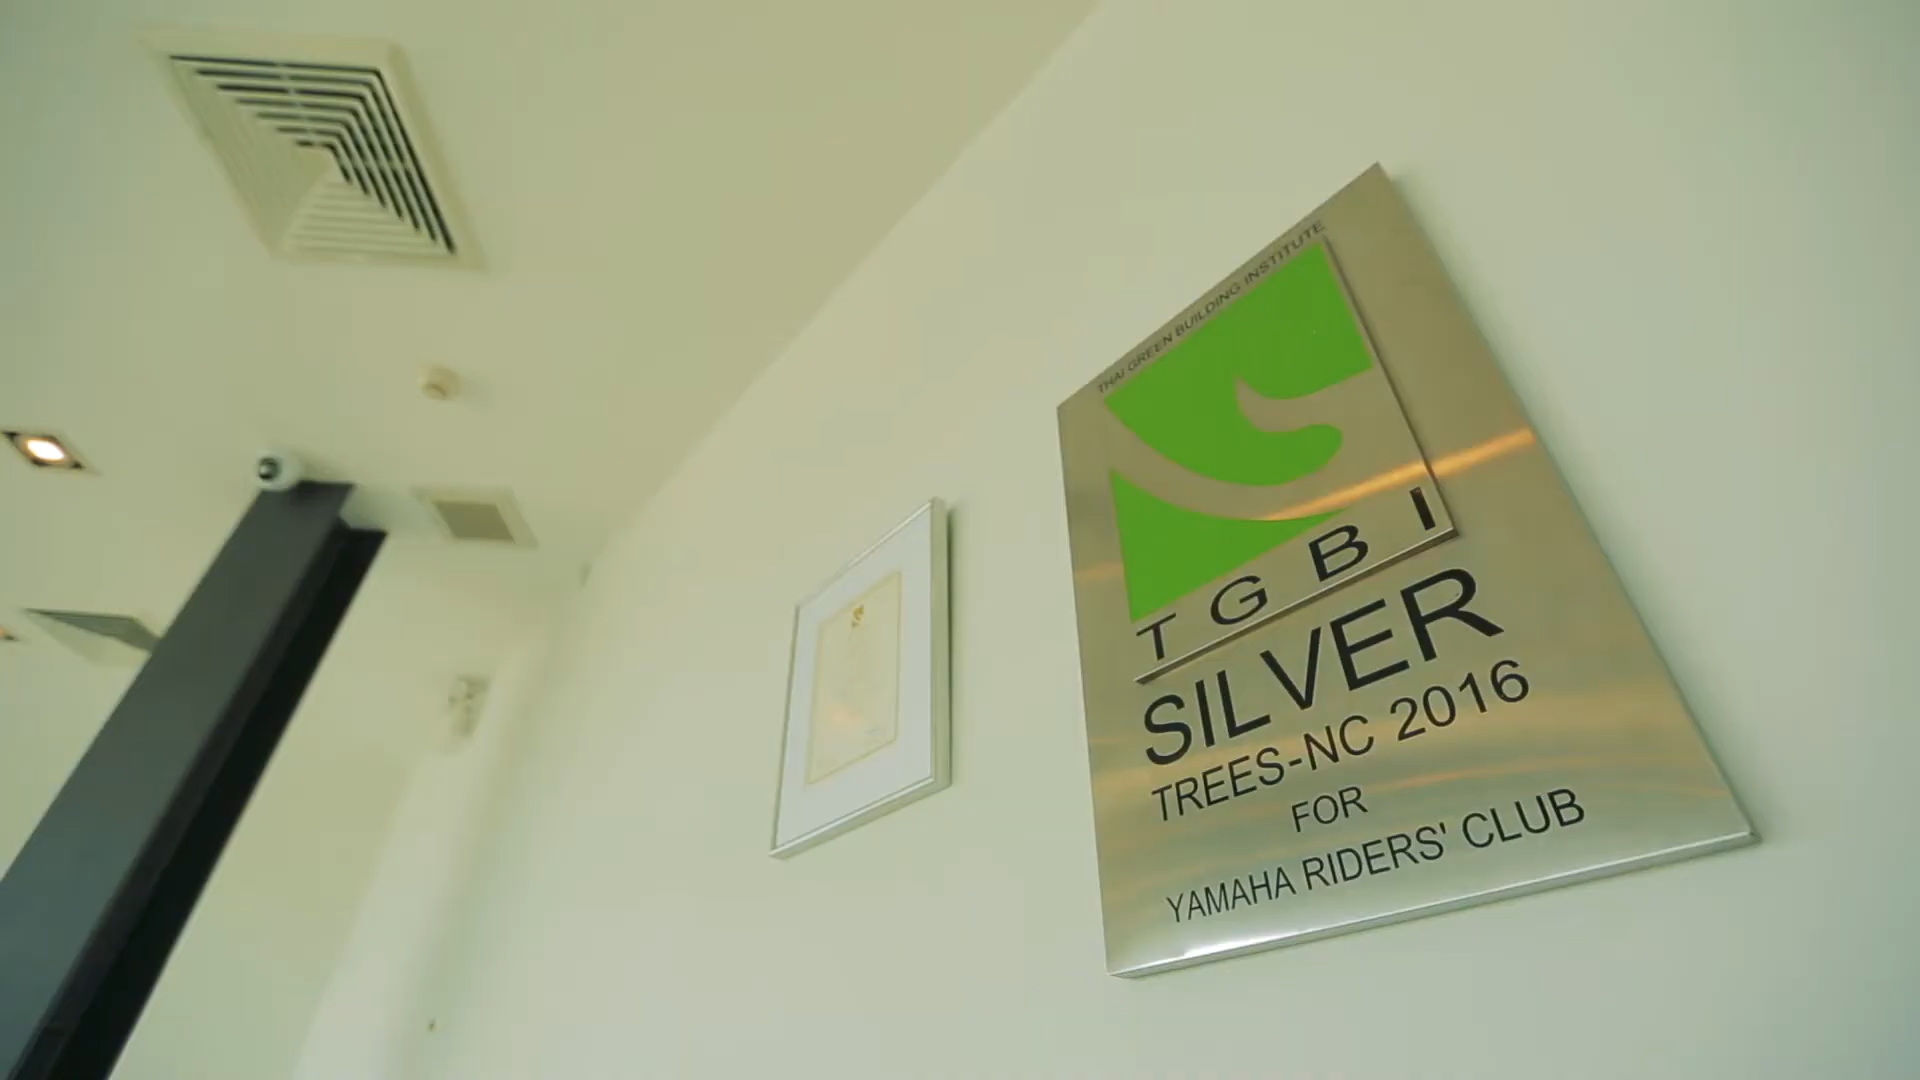 THAI GREEN BUILDING INSTITUTE
TGBI
SILVER
TREES-NC 2016
FOR
YAMAHA RIDERS' CLUB